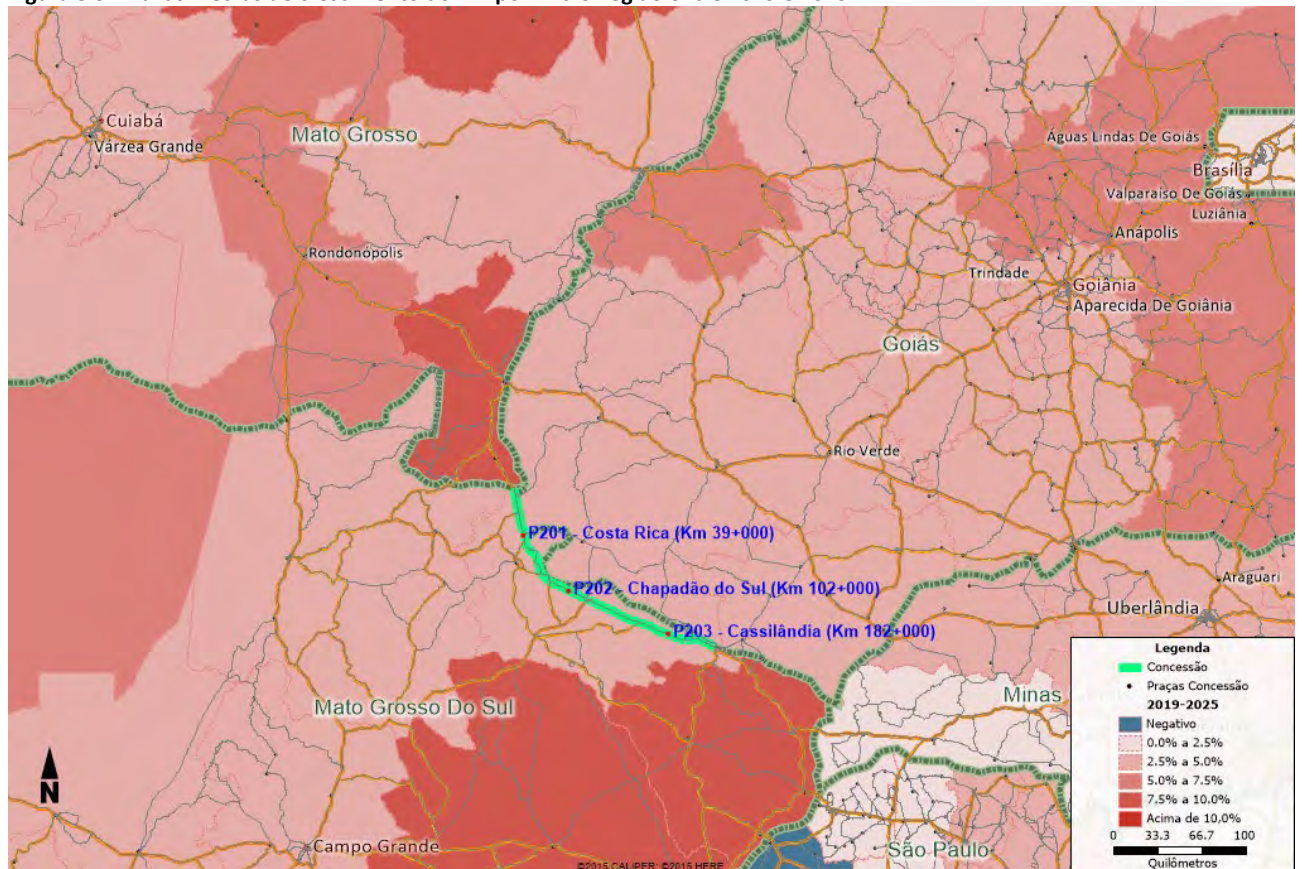 Cuiabá
Várzea Grande
Mato Grosso
Águas Lindas De Goiás
Brasília
Valparaíso De Goiás
Luziânia
Anápolis
Rondonópolis
Trindade
Goiânia
Aparecida De Goiânia
Goiás
Rio Verde
P201 - Costa Rica (Km 39+000)
P202 - Chapadão do Sul (Km 102+000)
P203 - Cassilândia (Km 182+000)
Araguari
Uberlândia
Minas
Mato Grosso Do Sul
N
Campo Grande
São Paulo
©2015 CALIPER; ©2015 HERE
Legenda
Concessão
Praças Concessão
2019-2025
Negativo
0.0% a 2.5%
2.5% a 5.0%
5.0% a 7.5%
7.5% a 10.0%
Acima de 10,0%
0 33.3 66.7 100
Quilômetros